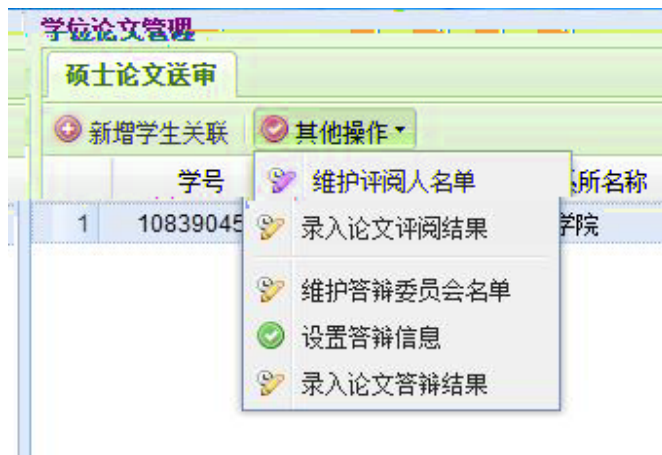 学位论文管理
硕士论文送审
新增学生关联 其他操作
学号 所名称
1 10839045 学院
维护评阅人名单
录入论文评阅结果
维护答辩委员会名单
设置答辩信息
录入论文答辩结果